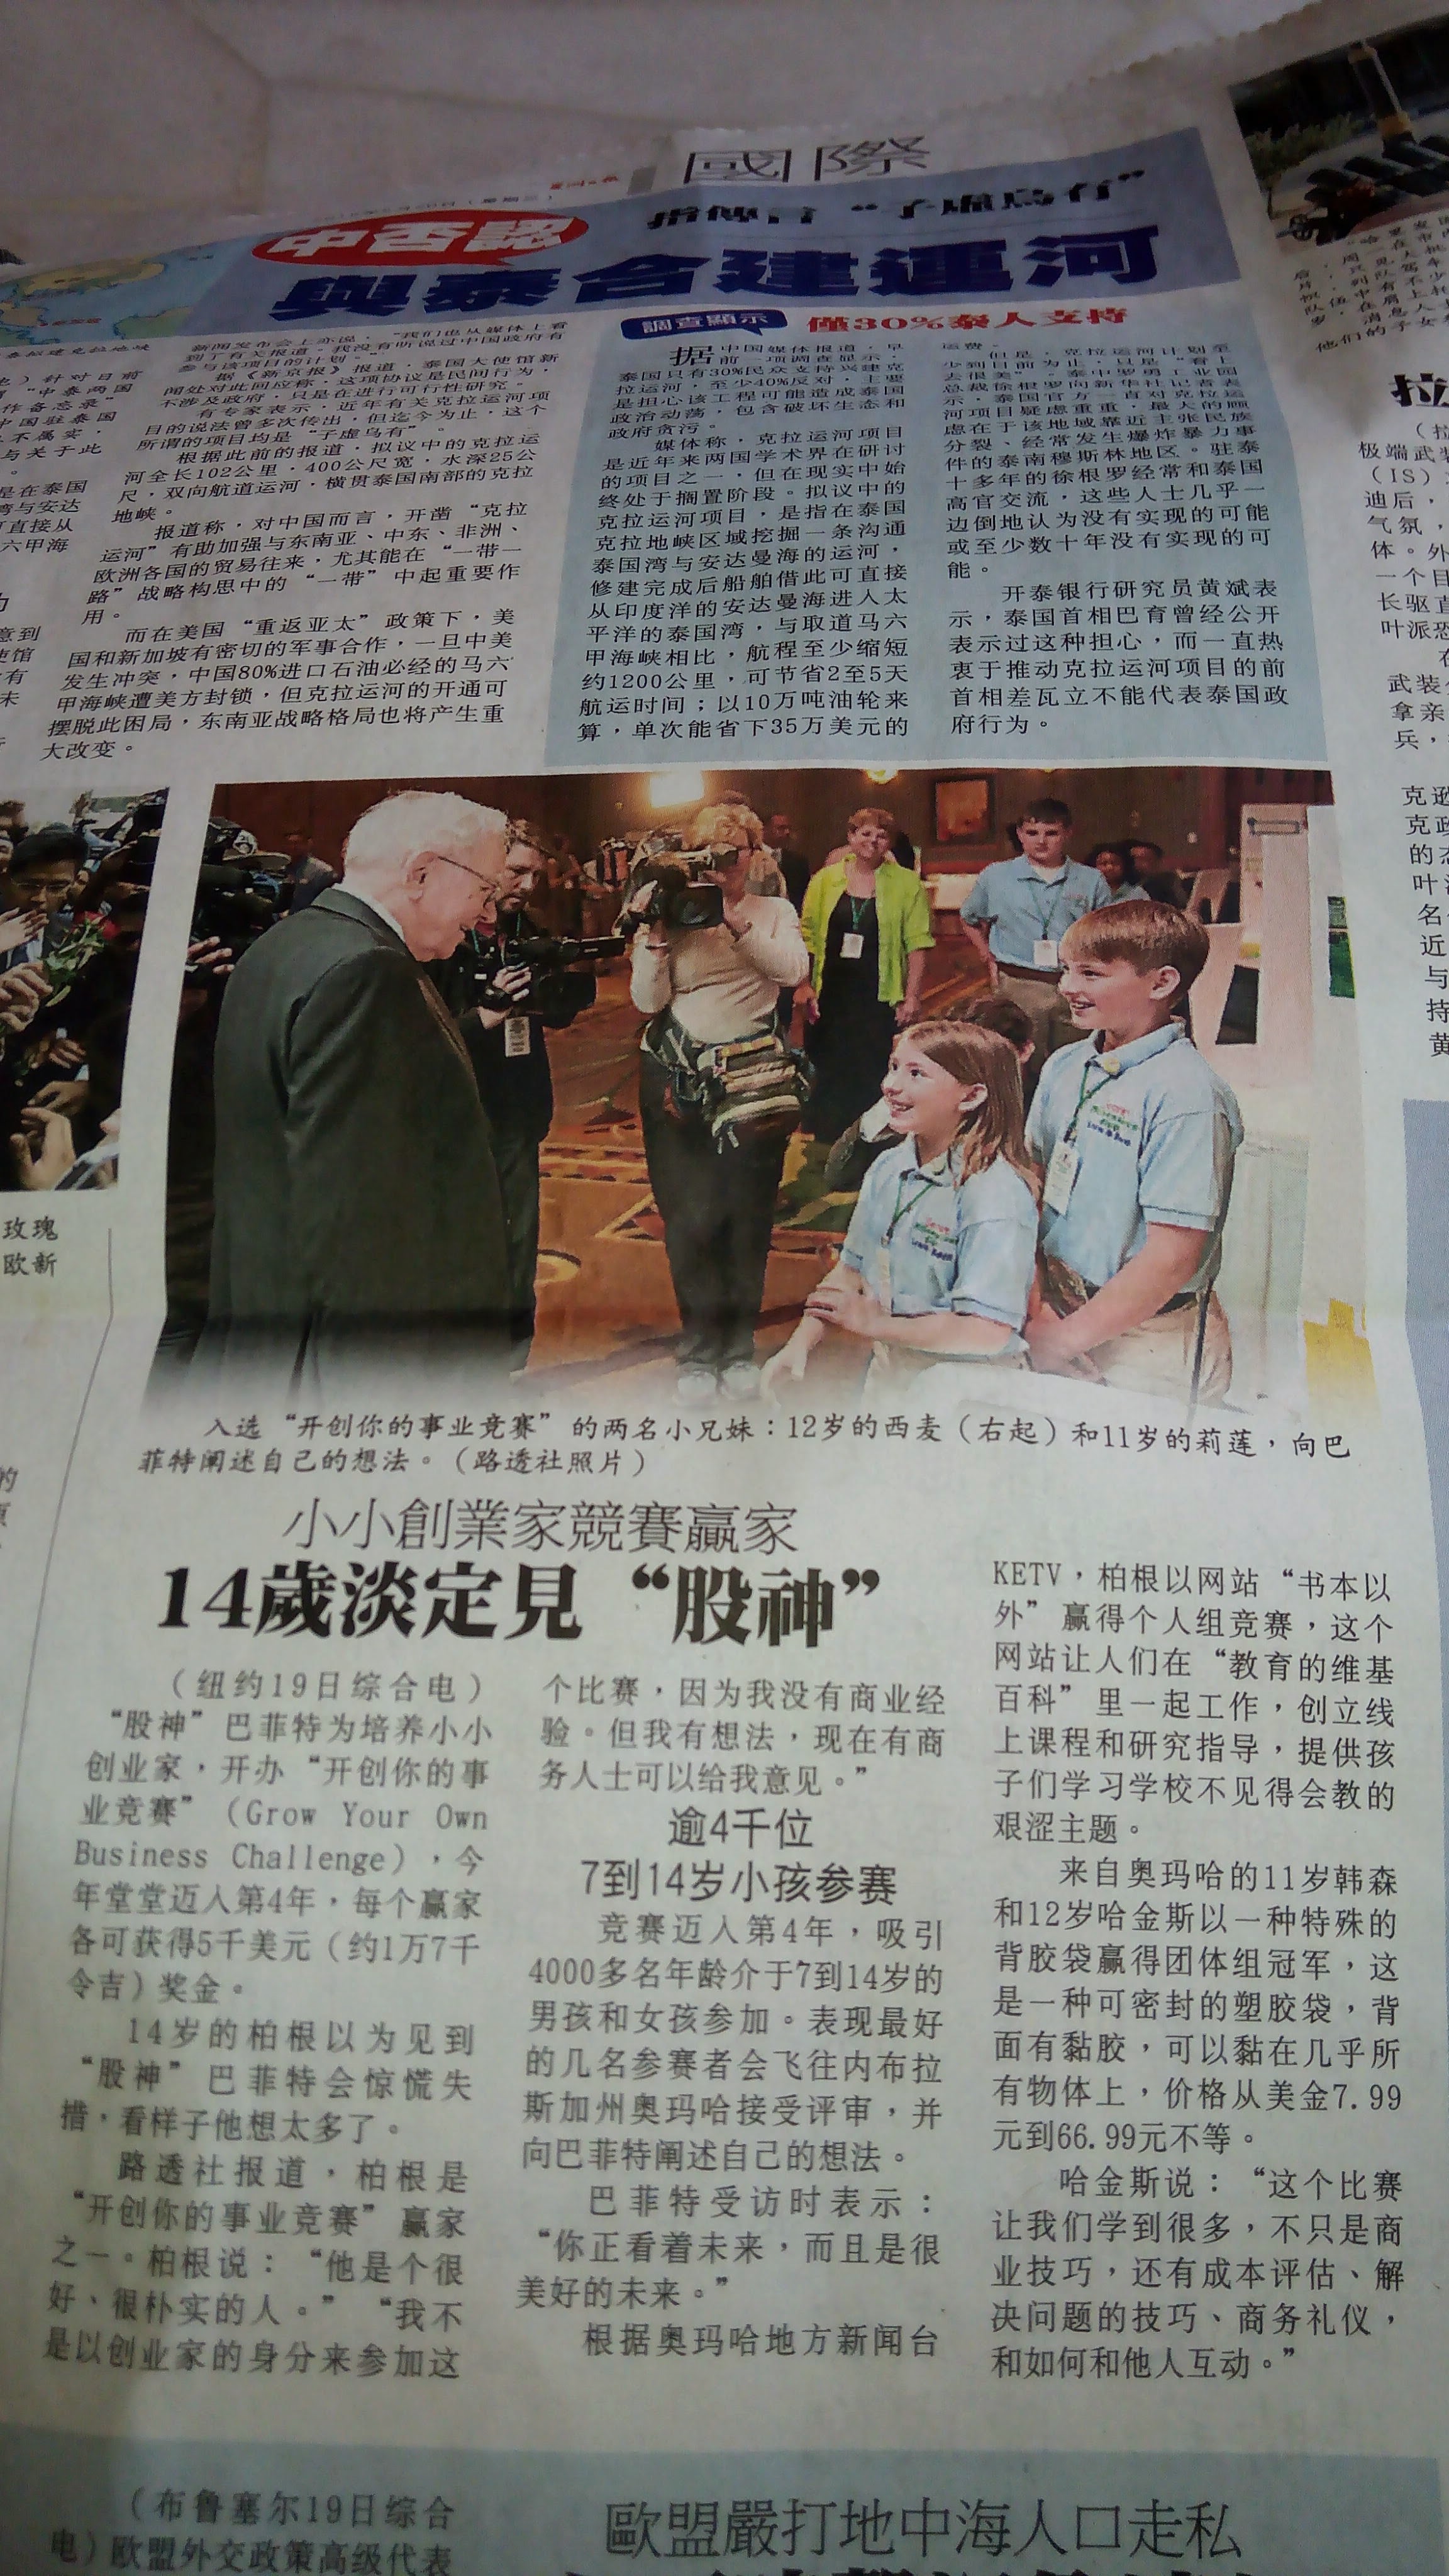 國際
中否認
指傳言“子虛烏有”
與泰合建運河
新闻发布会上亦说，“我们也从媒体上看
到了有关报道，我没有听说过中国政府有
参与该项目的计划。”
据《新京报》报道，泰国大使馆新
闻处对此回应称，这项协议是民间行为，
不涉及政府，只是在进行可行性研究。
有专家表示，近年有关克拉运河项
目的说法曾多次传出，但迄今为止，这个
所谓的项目均是“子虚乌有”。
根据此前的报道，拟议中的克拉运
河全长102公里，400公尺宽，水深25公
尺，双向航道运河，横贯泰国南部的克拉
地峡。
报道称，对中国而言，开凿“克拉
运河”有助加强与东南亚、中东、非洲、
欧洲各国的贸易往来，尤其能在“一带一
路”战略构思中的“一带”中起重要作
用。
而在美国“重返亚太”政策下，美
国和新加坡有密切的军事合作，一旦中美
发生冲突，中国80%进口石油必经的马六
甲海峡遭美方封锁，但克拉运河的开通可
摆脱此困局，东南亚战略格局也将产生重
大改变。
調查顯示
僅30%泰人支持
据中国媒体报道，早
前一项调查显示，
泰国只有30%民众支持兴建克
拉运河，至少40%反对，主要
是担心该工程可能造成泰国
政治动荡，包含破坏生态和
政府贪污。
媒体称，克拉运河项目
是近年来两国学术界在研讨
的项目之一，但在现实中始
终处于搁置阶段。拟议中的
克拉运河项目，是指在泰国
克拉地峡区域挖掘一条沟通
泰国湾与安达曼海的运河，
修建完成后船舶借此可直接
从印度洋的安达曼海进入太
平洋的泰国湾，与取道马六
甲海峡相比，航程至少缩短
约1200公里，可节省2至5天
航运时间；以10万吨油轮来
算，单次能省下35万美元的
运费。
但是，克拉运河计划至
少到目前为止，只是“看上
去很美”。泰中罗勇工业园
总裁徐根罗向新华社记者表
示，泰国官方一直对克拉运
河项目疑虑重重，最大的顾
虑在于该地域靠近主张民族
分裂、经常发生爆炸暴力事
件的泰南穆斯林地区。驻泰
十多年的徐根罗经常和泰国
高官交流，这些人士几乎一
边倒地认为没有实现的可能
或至少数十年没有实现的可
能。
开泰银行研究员黄斌表
示，泰国首相巴育曾经公开
表示过这种担心，而一直热
衷于推动克拉运河项目的前
首相差瓦立不能代表泰国政
府行为。
玫瑰
欧新
入选“开创你的事业竞赛”的两名小兄妹：12岁的西麦（右起）和11岁的莉莲，向巴
菲特阐述自己的想法。（路透社照片）
小小創業家競賽贏家
14歲淡定見“股神”
（纽约19日综合电）
“股神”巴菲特为培养小小
创业家，开办“开创你的事
业竞赛”（Grow Your Own
Business Challenge），今
年堂堂迈入第4年，每个赢家
各可获得5千美元（约1万7千
令吉）奖金。
14岁的柏根以为见到
“股神”巴菲特会惊慌失
措，看样子他想太多了。
路透社报道，柏根是
“开创你的事业竞赛”赢家
之一。柏根说：“他是个很
好、很朴实的人。”“我不
是以创业家的身分来参加这
个比赛，因为我没有商业经
验。但我有想法，现在有商
务人士可以给我意见。”
逾4千位
7到14岁小孩参赛
竞赛迈入第4年，吸引
4000多名年龄介于7到14岁的
男孩和女孩参加。表现最好
的几名参赛者会飞往内布拉
斯加州奥玛哈接受评审，并
向巴菲特阐述自己的想法。
巴菲特受访时表示：
“你正看着未来，而且是很
美好的未来。”
根据奥玛哈地方新闻台
KETV，柏根以网站“书本以
外”赢得个人组竞赛，这个
网站让人们在“教育的维基
百科”里一起工作，创立线
上课程和研究指导，提供孩
子们学习学校不见得会教的
艰涩主题。
来自奥玛哈的11岁韩森
和12岁哈金斯以一种特殊的
背胶袋赢得团体组冠军，这
是一种可密封的塑胶袋，背
面有黏胶，可以黏在几乎所
有物体上，价格从美金7.99
元到66.99元不等。
哈金斯说：“这个比赛
让我们学到很多，不只是商
业技巧，还有成本评估、解
决问题的技巧、商务礼仪，
和如何和他人互动。”
（布鲁塞尔19日综合
电）欧盟外交政策高级代表
歐盟嚴打地中海人口走私